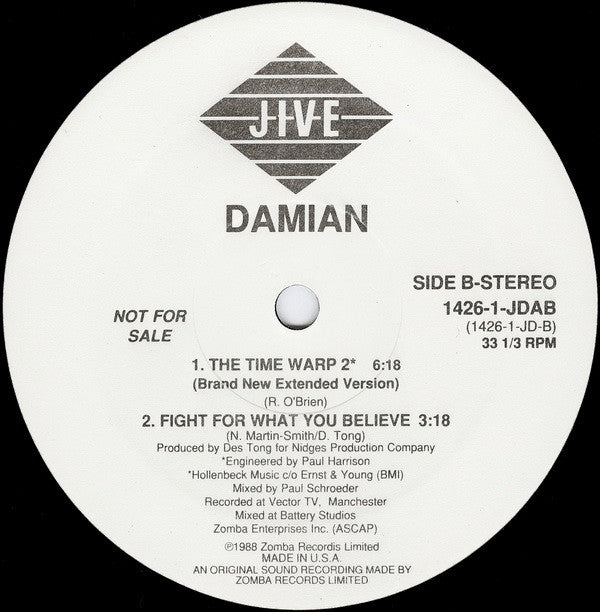 JIVE
DAMIAN
SIDE B-STEREO
1426-1-JDAB
(1426-1-JD-B)
33 1/3 RPM
NOT FOR
SALE
1. THE TIME WARP 2* 6:18
(Brand New Extended Version)
(R. O'Brien)
2. FIGHT FOR WHAT YOU BELIEVE 3:18
(N. Martin-Smith/D. Tong)
Produced by Des Tong for Nidges Production Company
*Engineered by Paul Harrison
*Hollenbeck Music c/o Ernst & Young (BMI)
Mixed by Paul Schroeder
Recorded at Vector TV, Manchester
Mixed at Battery Studios
Zomba Enterprises Inc. (ASCAP)
℗1988 Zomba Recordis Limited
MADE IN U.S.A.
AN ORIGINAL SOUND RECORDING MADE BY
ZOMBA RECORDS LIMITED